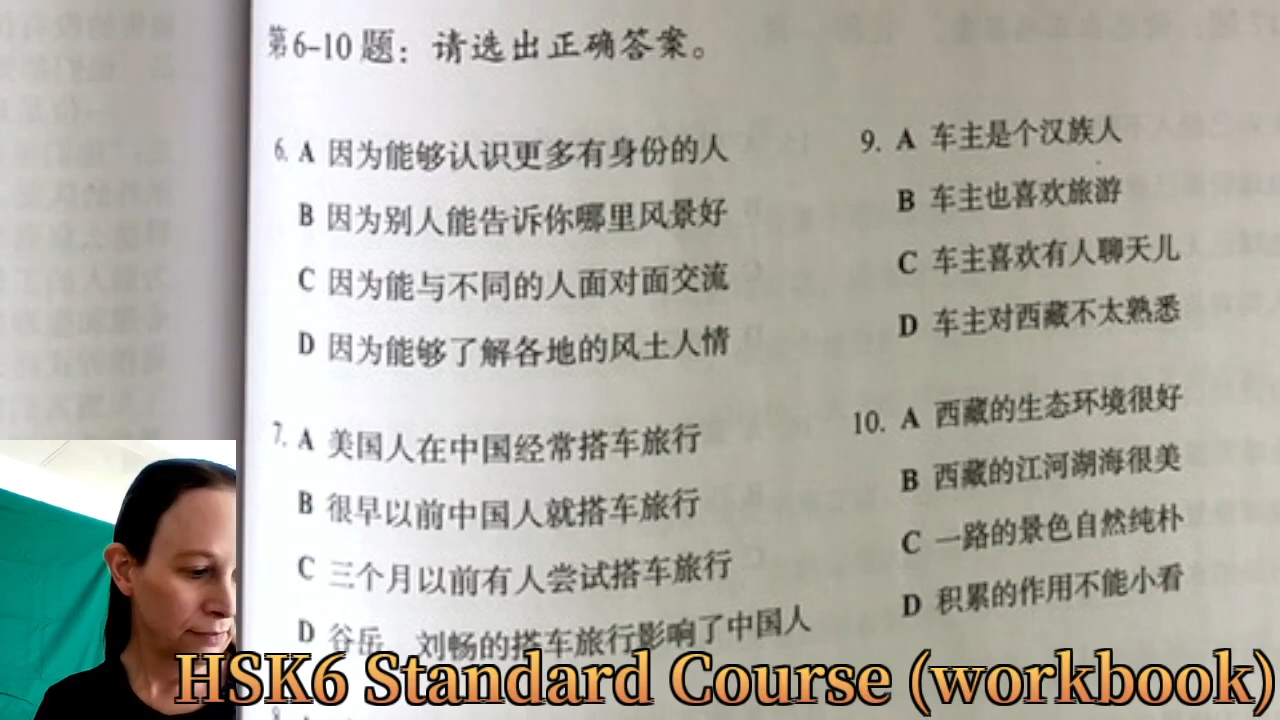 第6-10题：请选出正确答案。
6. A 因为能够认识更多有身份的人
B 因为别人能告诉你哪里风景好
C 因为能与不同的人面对面交流
D 因为能够了解各地的风土人情
7. A 美国人在中国经常搭车旅行
B 很早以前中国人就搭车旅行
C 三个月以前有人尝试搭车旅行
D 谷岳、刘畅的搭车旅行影响了中国人
9. A 车主是个汉族人
B 车主也喜欢旅游
C 车主喜欢有人聊天儿
D 车主对西藏不太熟悉
10. A 西藏的生态环境很好
B 西藏的江河湖海很美
C 一路的景色自然纯朴
D 积累的作用不能小看
HSK6 Standard Course (workbook)